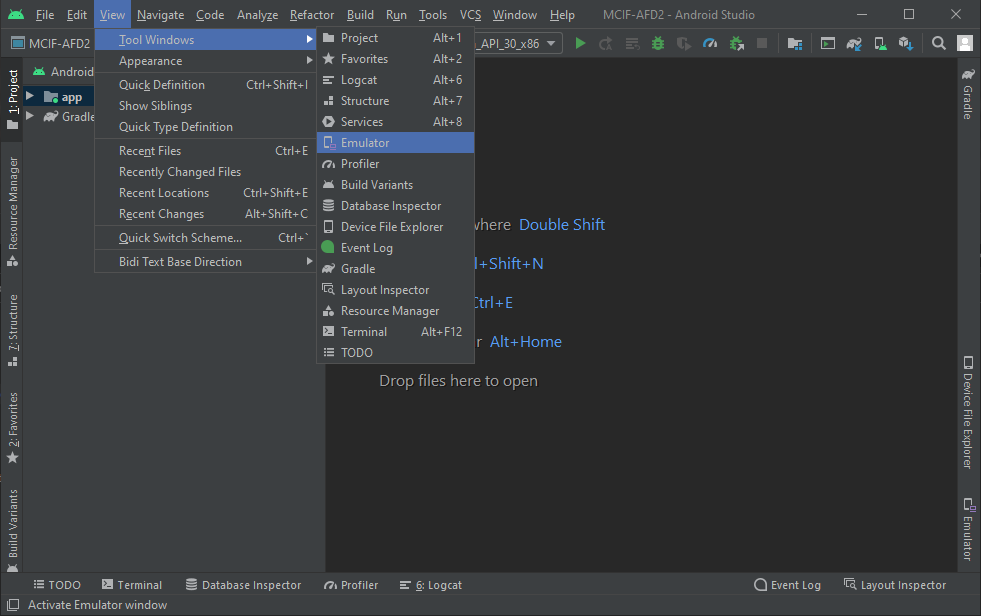 File Edit View Navigate Code Analyze Refactor Build Run Tools VCS Window Help MCIF-AFD2 - Android Studio
MCIF-AFD2
_API_30_x86
Android
app
Gradle
Tool Windows
Appearance
Quick Definition Ctrl+Shift+I
Show Siblings
Quick Type Definition
Recent Files Ctrl+E
Recently Changed Files
Recent Locations Ctrl+Shift+E
Recent Changes Alt+Shift+C
Quick Switch Scheme... Ctrl+`
Bidi Text Base Direction
Project Alt+1
Favorites Alt+2
Logcat Alt+6
Structure Alt+7
Services Alt+8
Emulator
Profiler
Build Variants
Database Inspector
Device File Explorer
Event Log
Gradle
Layout Inspector
Resource Manager
Terminal Alt+F12
TODO
where Double Shift
l+Shift+N
Ctrl+E
r Alt+Home
Drop files here to open
1: Project
Resource Manager
7: Structure
2: Favorites
Build Variants
Gradle
Device File Explorer
Emulator
TODO Terminal Database Inspector Profiler 6: Logcat Event Log Layout Inspector
Activate Emulator window